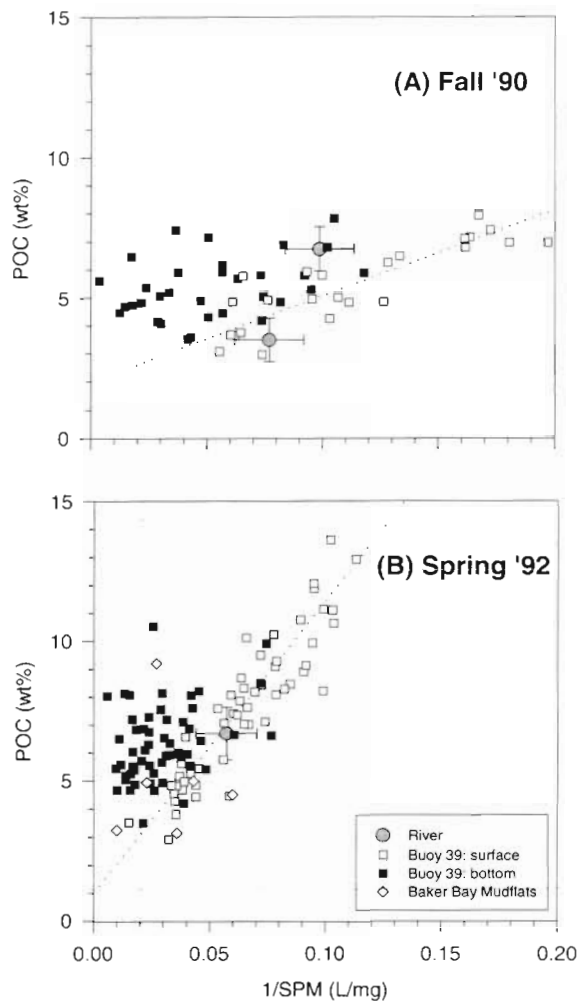 15
(A) Fall '90
10
POC (wt%)
5
0
15
(B) Spring '92
10
POC (wt%)
5
River
Buoy 39: surface
Buoy 39: bottom
Baker Bay Mudflats
0
0.00 0.05 0.10 0.15 0.20
1/SPM (L/mg)